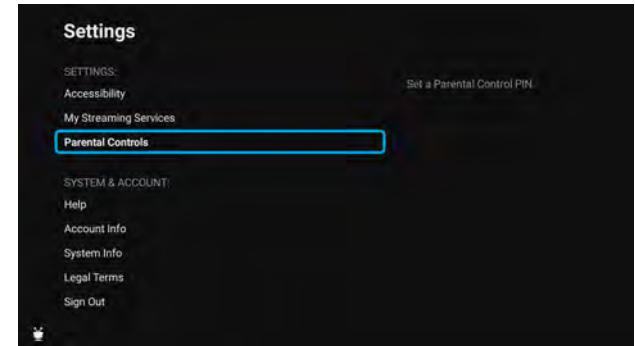 Settings
SETTINGS:
Accessibility
Set a Parental Control PIN
My Streaming Services
Parental Controls
SYSTEM & ACCOUNT:
Help
Account Info
System Info
Legal Terms
Sign Out